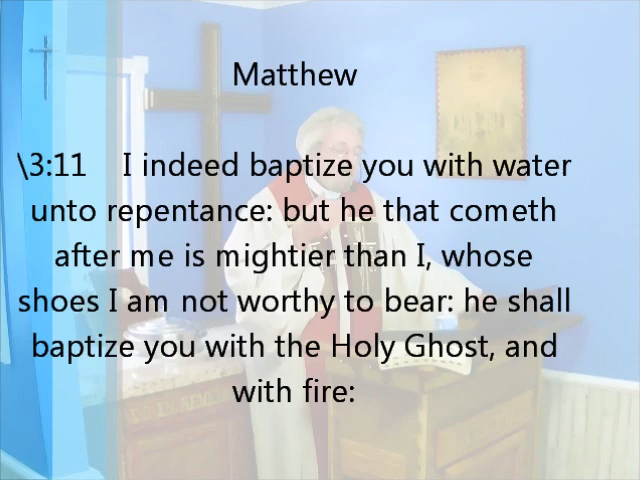 Matthew
\3:11 I indeed baptize you with water
unto repentance: but he that cometh
after me is mightier than I, whose
shoes I am not worthy to bear: he shall
baptize you with the Holy Ghost, and
with fire: